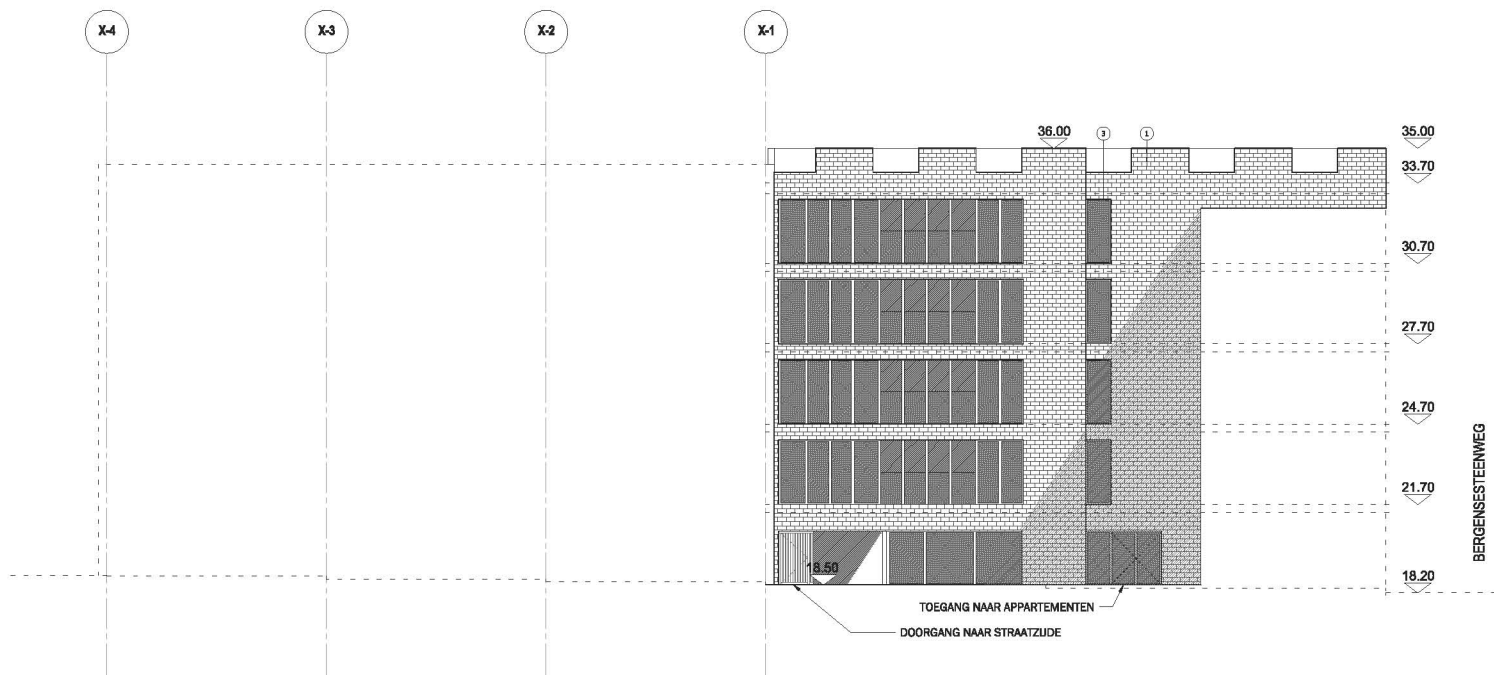 X-4
X-3
X-2
X-1
36.00
3
1
35.00
33.70
30.70
27.70
24.70
21.70
18.50
18.20
TOEGANG NAAR APPARTEMENTEN
DOORGANG NAAR STRAATZIJDE
BERGENSESTEENWEG